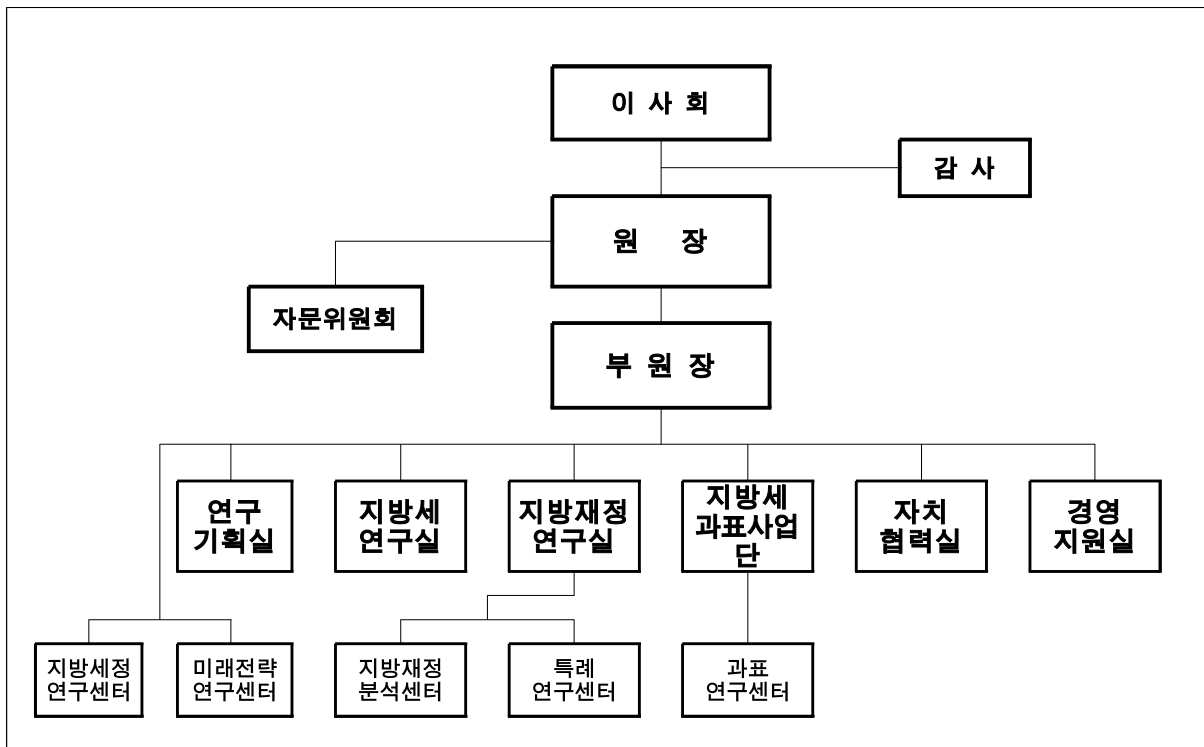 이 사 회
감 사
원 장
자문위원회
부 원 장
연구
기획실
지방세
연구실
지방재정
연구실
지방세
과표사업
단
자치
협력실
경영
지원실
지방세정
연구센터
미래전략
연구센터
지방재정
분석센터
특례
연구센터
과표
연구센터